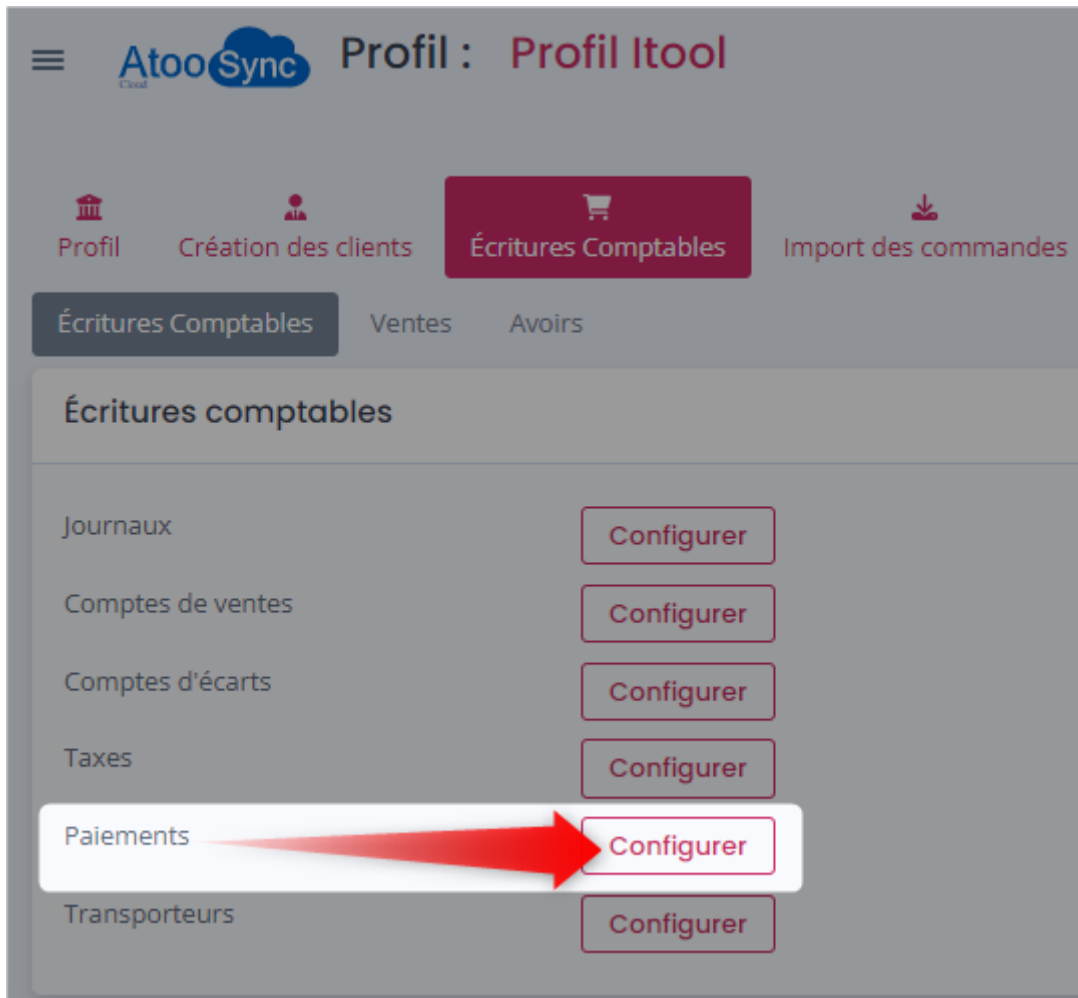 AtooSync Profil : Profil Itool
Cloud
Profil Création des clients Écritures Comptables Import des commandes
Écritures Comptables Ventes Avoirs
Écritures comptables
Journaux Configurer
Comptes de ventes Configurer
Comptes d'écarts Configurer
Taxes Configurer
Paiements Configurer
Transporteurs Configurer